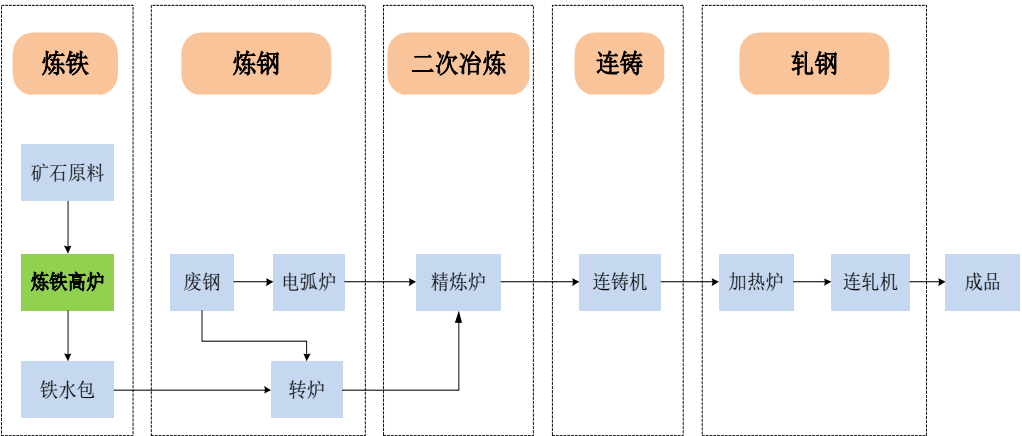 炼铁
炼钢
二次冶炼
连铸
轧钢
矿石原料
炼铁高炉
废钢
电弧炉
精炼炉
连铸机
加热炉
连轧机
成品
铁水包
转炉